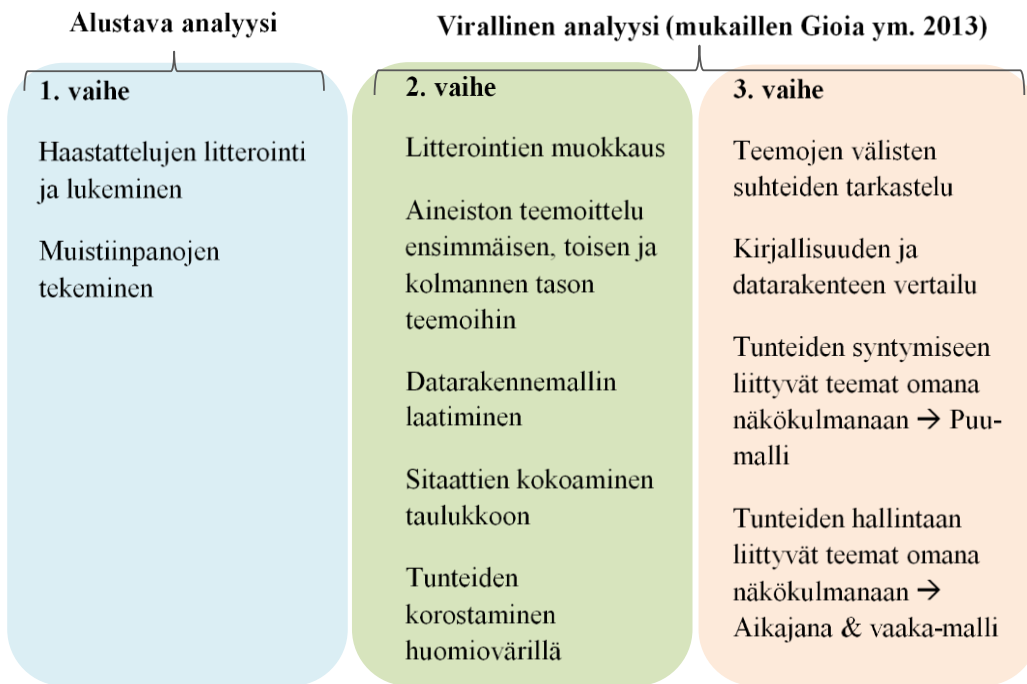 Alustava analyysi
Virallinen analyysi (mukaillen Gioia ym. 2013)
1. vaihe
Haastattelujen litterointi
ja lukeminen
Muistiinpanojen
tekeminen
2. vaihe
Litterointien muokkaus
Aineiston teemoittelu
ensimmäisen, toisen ja
kolmannen tason
teemoihin
Datarakennemallin
laatiminen
Sitaattien kokoaminen
taulukkoon
Tunteiden
korostaminen
huomiovärillä
3. vaihe
Teemojen välisten
suhteiden tarkastelu
Kirjallisuuden ja
datarakenteen vertailu
Tunteiden syntymiseen
liittyvät teemat omana
näkökulmanaan → Puu-
malli
Tunteiden hallintaan
liittyvät teemat omana
näkökulmanaan →
Aikajana & vaaka-malli